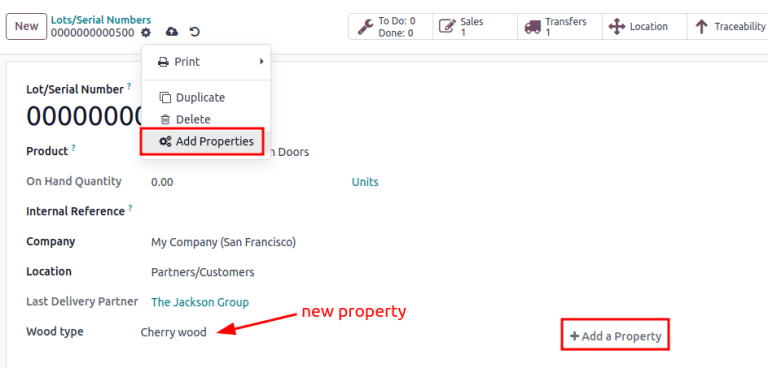 New
Lots/Serial Numbers
0000000000500
To Do: 0
Done: 0
Sales
1
Transfers
1
Location
Traceability
Print
Duplicate
Delete
Add Properties
Lot/Serial Number ?
00000000
Product ?
n Doors
On Hand Quantity 0.00 Units
Internal Reference ?
Company My Company (San Francisco)
Location Partners/Customers
Last Delivery Partner The Jackson Group
new property
Wood type Cherry wood
+ Add a Property